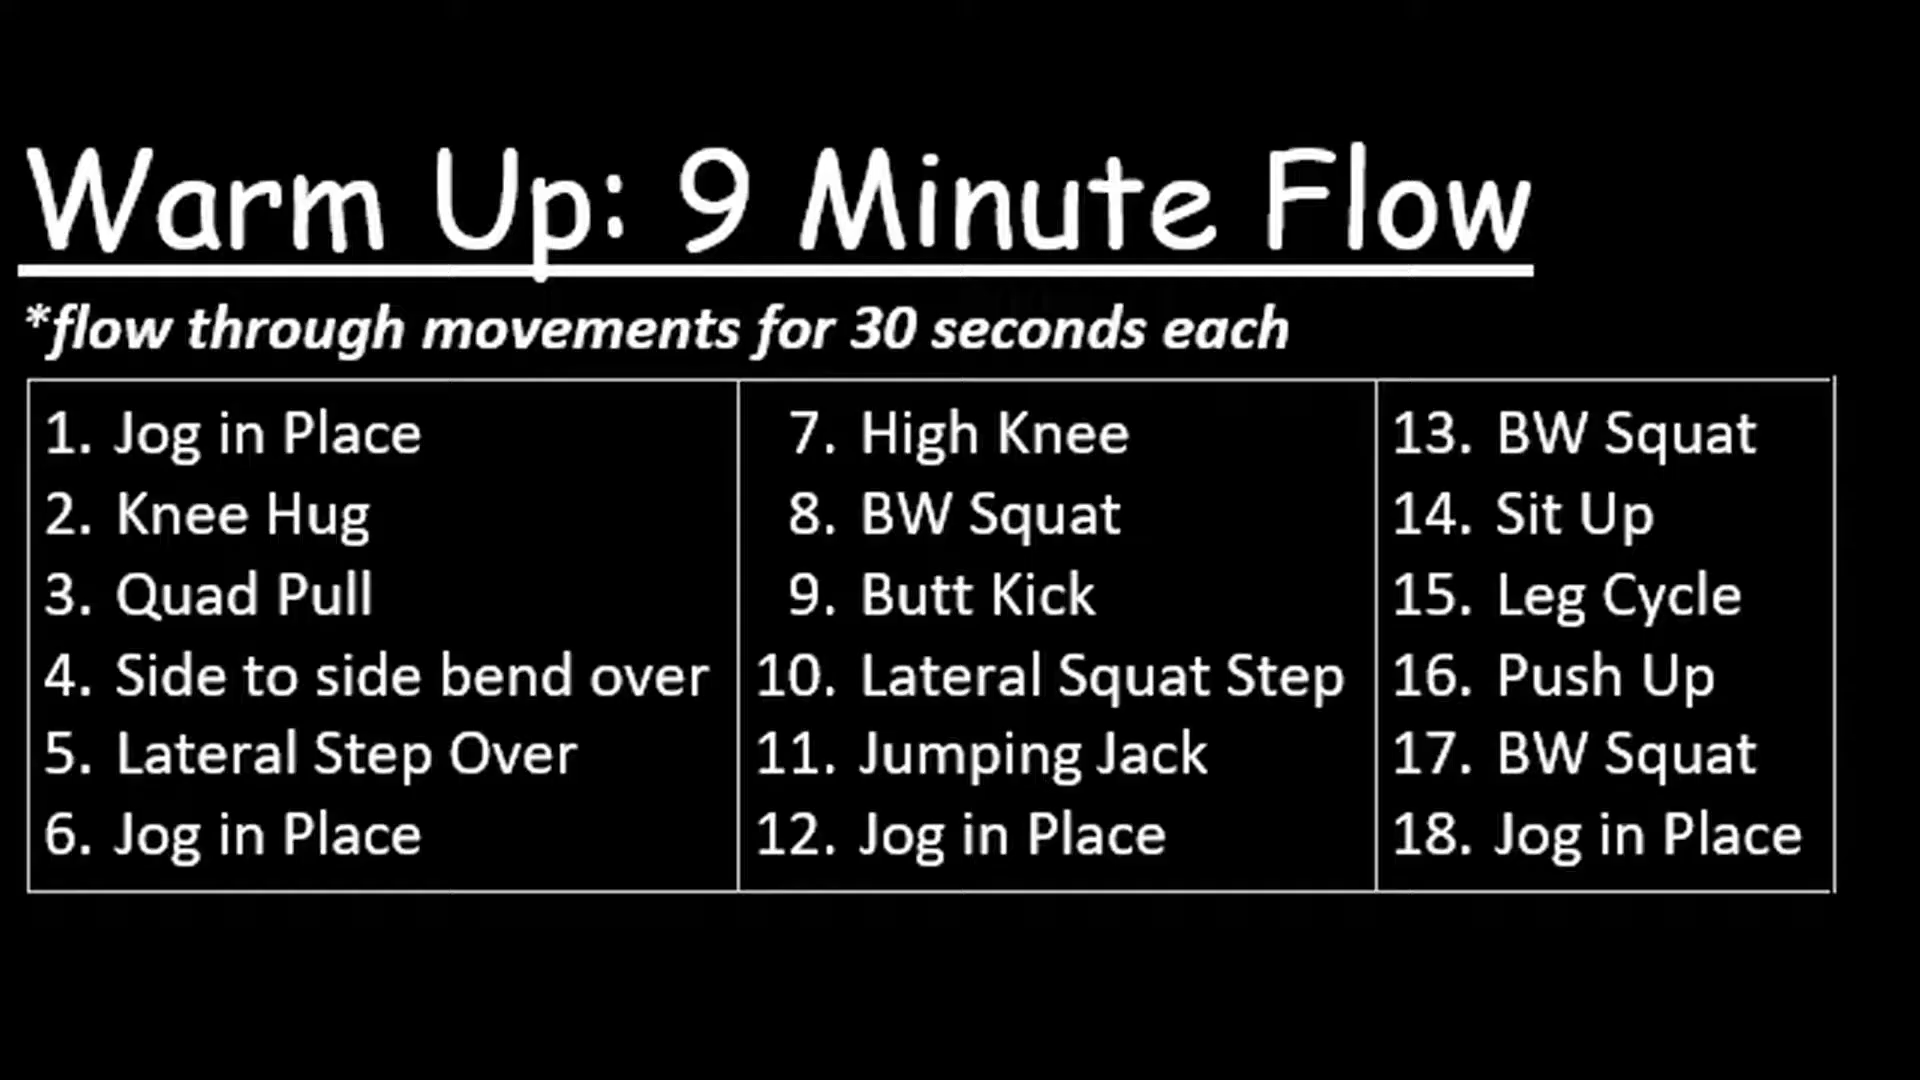 Warm Up: 9 Minute Flow
*flow through movements for 30 seconds each
1. Jog in Place
2. Knee Hug
3. Quad Pull
4. Side to side bend over
5. Lateral Step Over
6. Jog in Place
7. High Knee
8. BW Squat
9. Butt Kick
10. Lateral Squat Step
11. Jumping Jack
12. Jog in Place
13. BW Squat
14. Sit Up
15. Leg Cycle
16. Push Up
17. BW Squat
18. Jog in Place